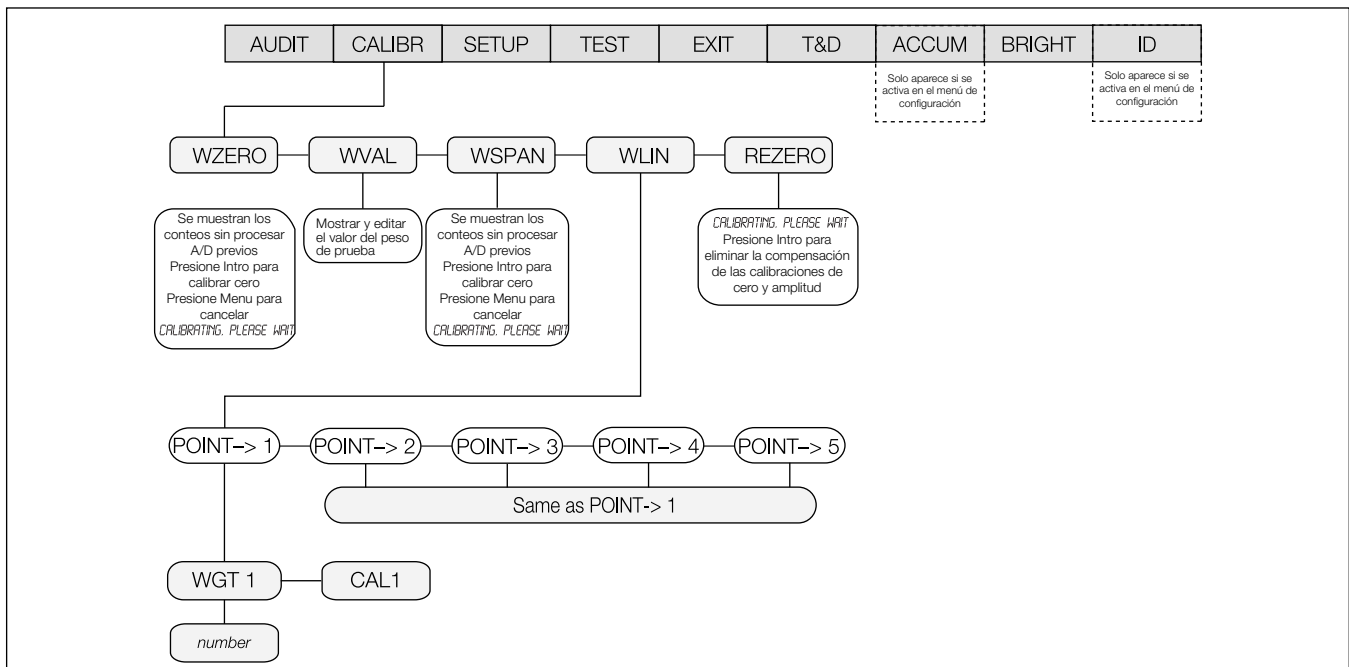 AUDIT CALIBR SETUP TEST EXIT T&D ACCUM BRIGHT ID
Solo aparece si se
activa en el menú de
configuración
Solo aparece si se
activa en el menú de
configuración
WZERO WVAL WSPAN WLIN REZERO
Se muestran los
conteos sin procesar
A/D previos
Presione Intro para
calibrar cero
Presione Menu para
cancelar
CALIBRATING. PLEASE WAIT
Mostrar y editar
el valor del peso
de prueba
Se muestran los
conteos sin procesar
A/D previos
Presione Intro para
calibrar cero
Presione Menu para
cancelar
CALIBRATING. PLEASE WAIT
CALIBRATING. PLEASE WAIT
Presione Intro para
eliminar la compensación
de las calibraciones de
cero y amplitud
POINT–> 1 POINT–> 2 POINT–> 3 POINT–> 4 POINT–> 5
Same as POINT-> 1
WGT 1 CAL1
number